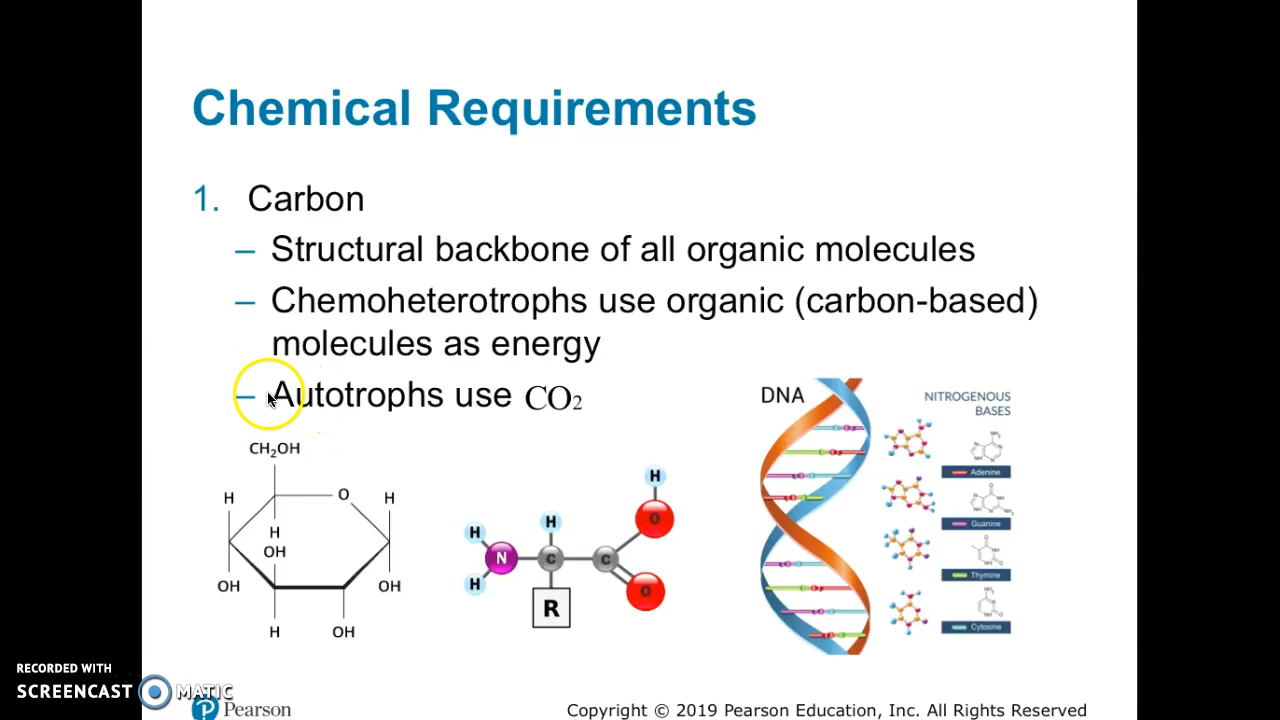 Chemical Requirements
1. Carbon
– Structural backbone of all organic molecules
– Chemoheterotrophs use organic (carbon-based)
molecules as energy
– Autotrophs use CO₂
CH₂OH
H O H
H
OH
OH OH
H OH
H
H H O
N C C
H O
R
DNA
NITROGENOUS
BASES
Adenine
Guanine
Thymine
Cytosine
RECORDED WITH
SCREENCAST MATIC
Pearson
Copyright © 2019 Pearson Education, Inc. All Rights Reserved